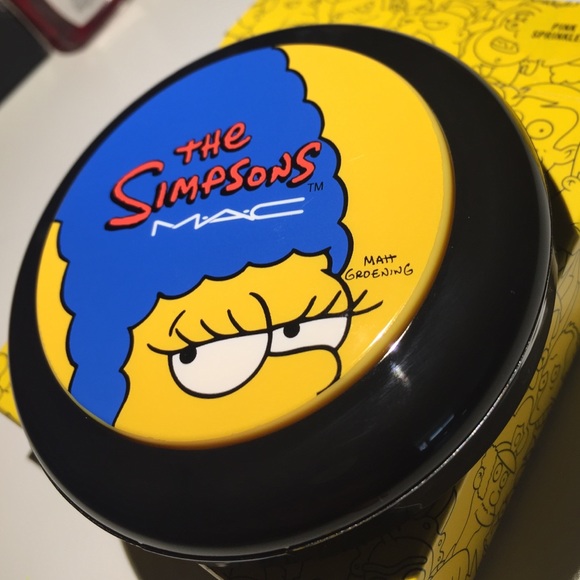 THE
SIMPSONS
TM
M·A·C
MATT
GROENING
PINK
SPRINKLE